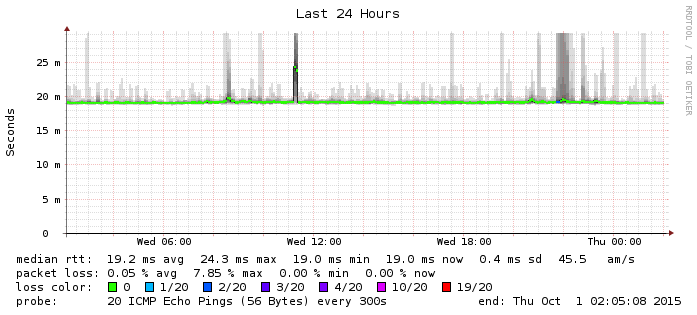 Last 24 Hours
RRDTOOL / TOBI OETIKER
Seconds
25 m
20 m
15 m
10 m
5 m
0
Wed 06:00 Wed 12:00 Wed 18:00 Thu 00:00
median rtt: 19.2 ms avg 24.3 ms max 19.0 ms min 19.0 ms now 0.4 ms sd 45.5 am/s
packet loss: 0.05 % avg 7.85 % max 0.00 % min 0.00 % now
loss color: 0 1/20 2/20 3/20 4/20 10/20 19/20
probe: 20 ICMP Echo Pings (56 Bytes) every 300s end: Thu Oct 1 02:05:08 2015